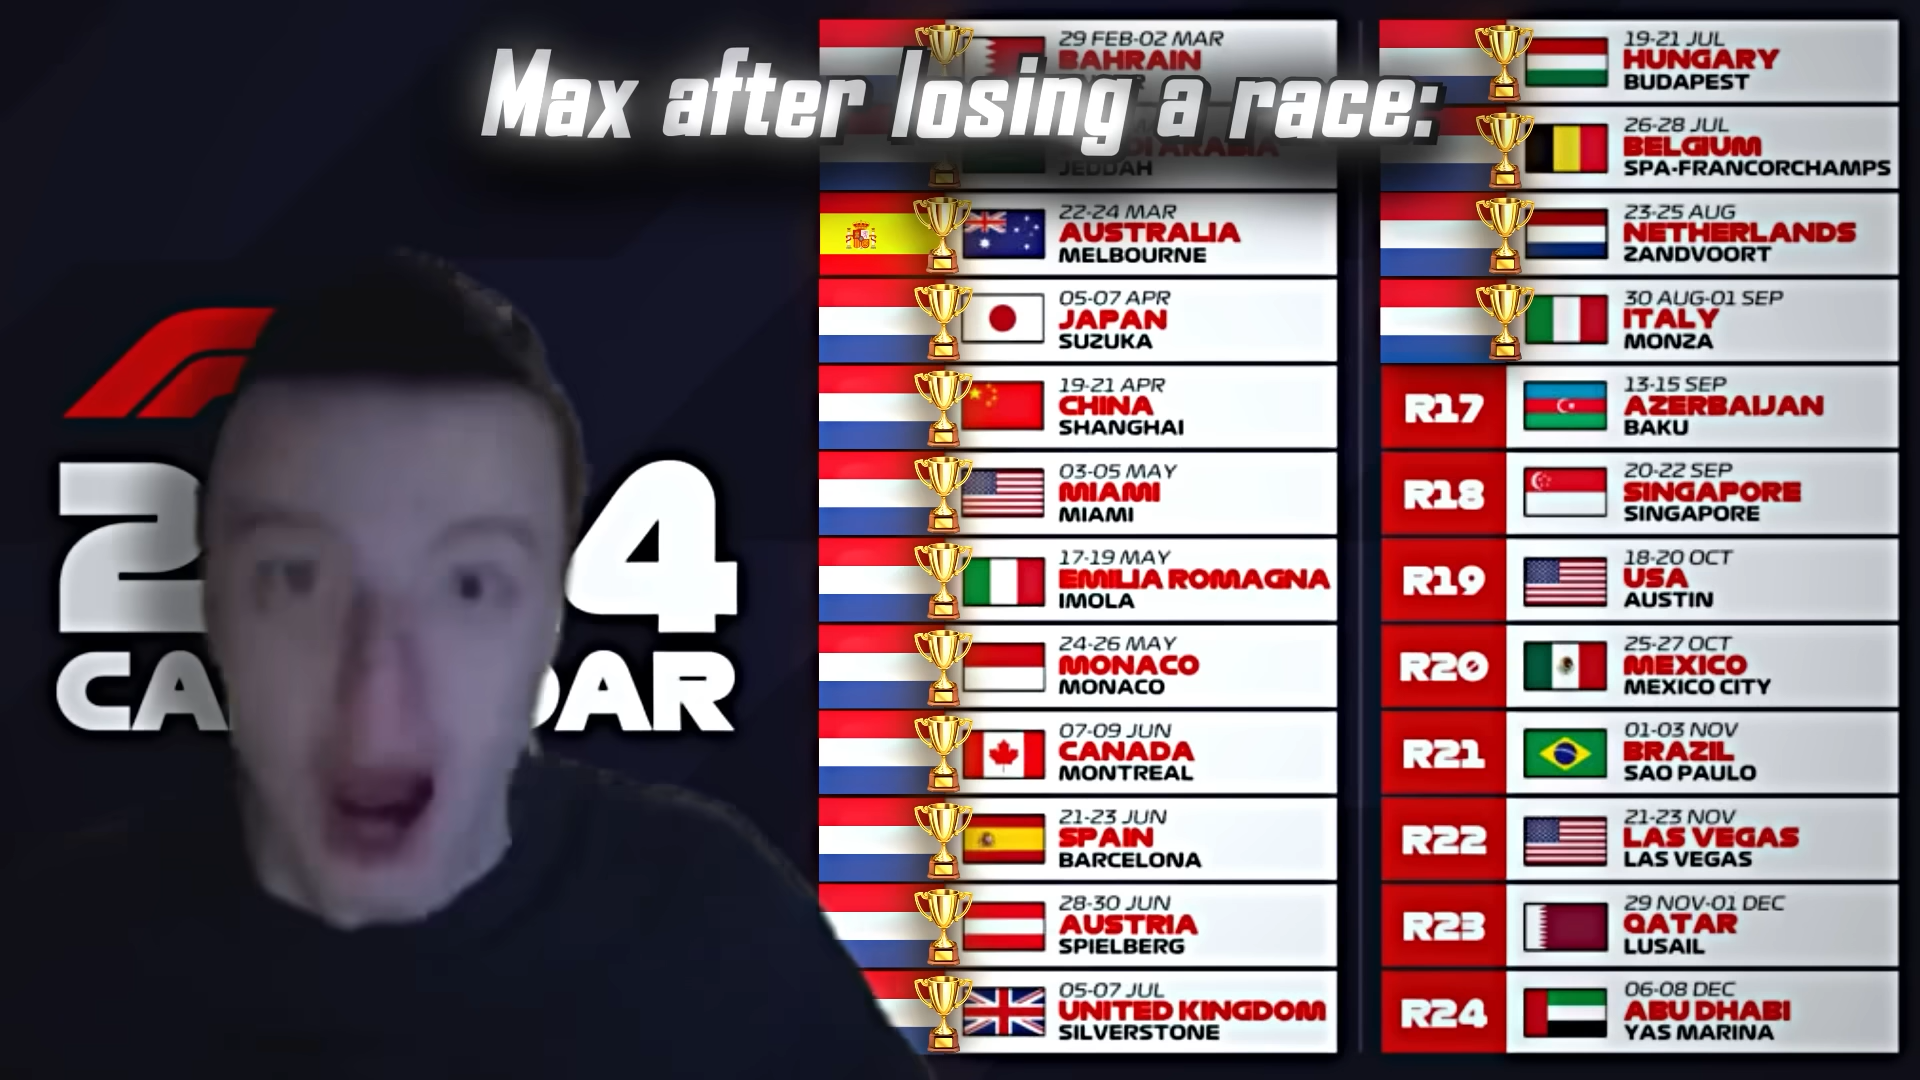 Max after losing a race:
29 FEB-02 MAR
BAHRAIN
JEDDAH
22-24 MAR
AUSTRALIA
MELBOURNE
05-07 APR
JAPAN
SUZUKA
19-21 APR
CHINA
SHANGHAI
03-05 MAY
MIAMI
MIAMI
17-19 MAY
EMILIA ROMAGNA
IMOLA
24-26 MAY
MONACO
MONACO
07-09 JUN
CANADA
MONTREAL
21-23 JUN
SPAIN
BARCELONA
28-30 JUN
AUSTRIA
SPIELBERG
05-07 JUL
UNITED KINGDOM
SILVERSTONE
19-21 JUL
HUNGARY
BUDAPEST
26-28 JUL
BELGIUM
SPA-FRANCORCHAMPS
23-25 AUG
NETHERLANDS
ZANDVOORT
30 AUG-01 SEP
ITALY
MONZA
R17
13-15 SEP
AZERBAIJAN
BAKU
R18
20-22 SEP
SINGAPORE
SINGAPORE
R19
18-20 OCT
USA
AUSTIN
R20
25-27 OCT
MEXICO
MEXICO CITY
R21
01-03 NOV
BRAZIL
SAO PAULO
R22
21-23 NOV
LAS VEGAS
LAS VEGAS
R23
29 NOV-01 DEC
QATAR
LUSAIL
R24
06-08 DEC
ABU DHABI
YAS MARINA